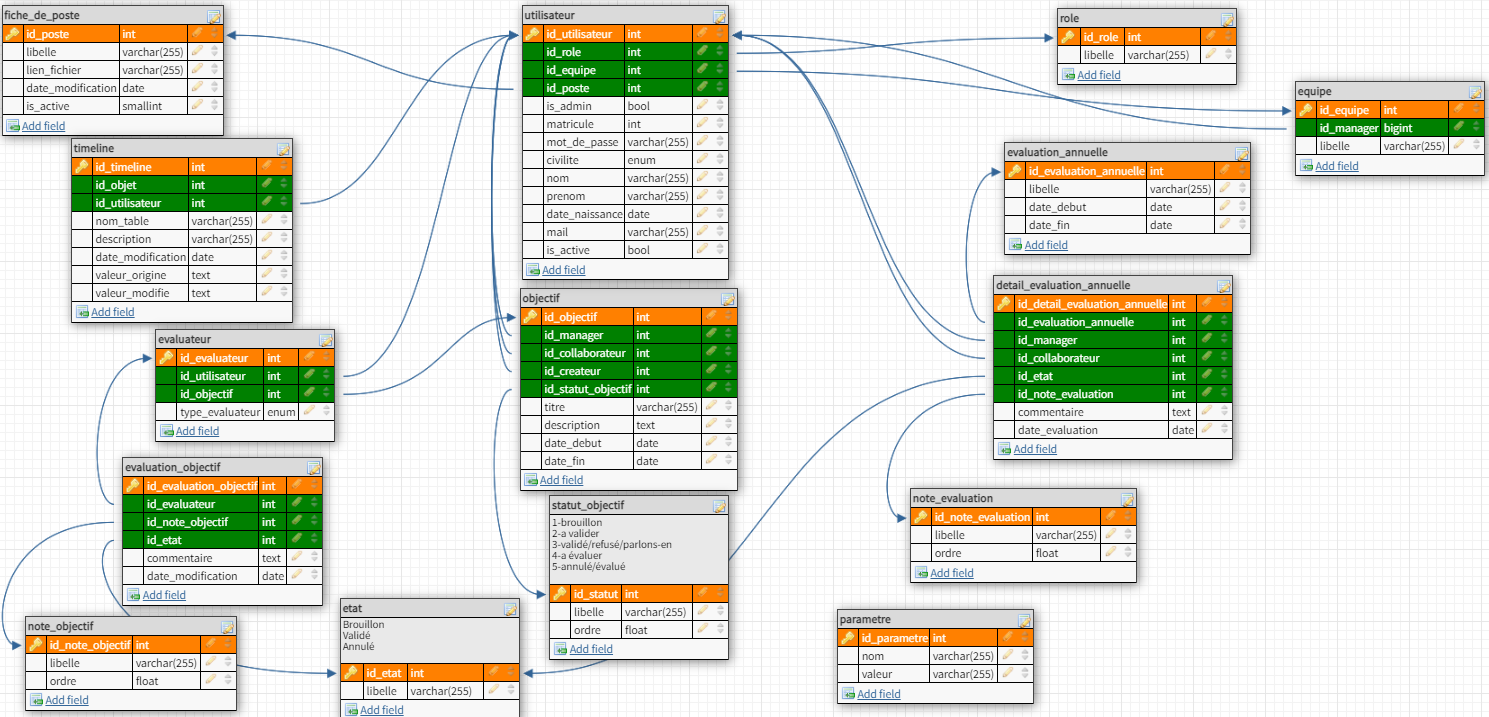 fiche_de_poste
id_poste int
libelle varchar(255)
lien_fichier varchar(255)
date_modification date
is_active smallint
Add field
timeline
id_timeline int
id_objet int
id_utilisateur int
nom_table varchar(255)
description varchar(255)
date_modification date
valeur_origine text
valeur_modifie text
Add field
evaluateur
id_evaluateur int
id_utilisateur int
id_objectif int
type_evaluateur enum
Add field
evaluation_objectif
id_evaluation_objectif int
id_evaluateur int
id_note_objectif int
id_etat int
commentaire text
date_modification date
Add field
note_objectif
id_note_objectif int
libelle varchar(255)
ordre float
Add field
etat
Brouillon
Validé
Annulé
id_etat int
libelle varchar(255)
Add field
utilisateur
id_utilisateur int
id_role int
id_equipe int
id_poste int
is_admin bool
matricule int
mot_de_passe varchar(255)
civilite enum
nom varchar(255)
prenom varchar(255)
date_naissance date
mail varchar(255)
is_active bool
Add field
objectif
id_objectif int
id_manager int
id_collaborateur int
id_createur int
id_statut_objectif int
titre varchar(255)
description text
date_debut date
date_fin date
Add field
statut_objectif
1-brouillon
2-a valider
3-validé/refusé/parlons-en
4-a évaluer
5-annulé/évalué
id_statut int
libelle varchar(255)
ordre float
Add field
role
id_role int
libelle varchar(255)
Add field
equipe
id_equipe int
id_manager bigint
libelle varchar(255)
Add field
evaluation_annuelle
id_evaluation_annuelle int
libelle varchar(255)
date_debut date
date_fin date
Add field
detail_evaluation_annuelle
id_detail_evaluation_annuelle int
id_evaluation_annuelle int
id_manager int
id_collaborateur int
id_etat int
id_note_evaluation int
commentaire text
date_evaluation date
Add field
note_evaluation
id_note_evaluation int
libelle varchar(255)
ordre float
Add field
parametre
id_parametre int
nom varchar(255)
valeur varchar(255)
Add field